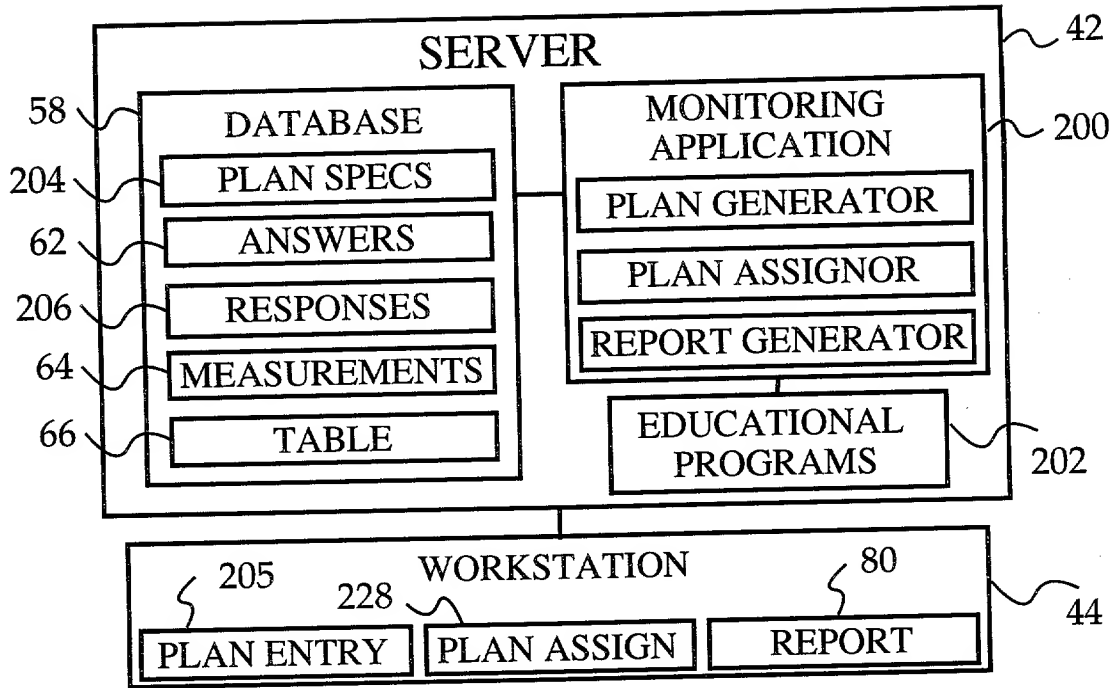 SERVER
42
58
DATABASE
204
PLAN SPECS
62
ANSWERS
206
RESPONSES
64
MEASUREMENTS
66
TABLE
MONITORING
APPLICATION
200
PLAN GENERATOR
PLAN ASSIGNOR
REPORT GENERATOR
EDUCATIONAL
PROGRAMS
202
WORKSTATION
44
205
PLAN ENTRY
228
PLAN ASSIGN
80
REPORT